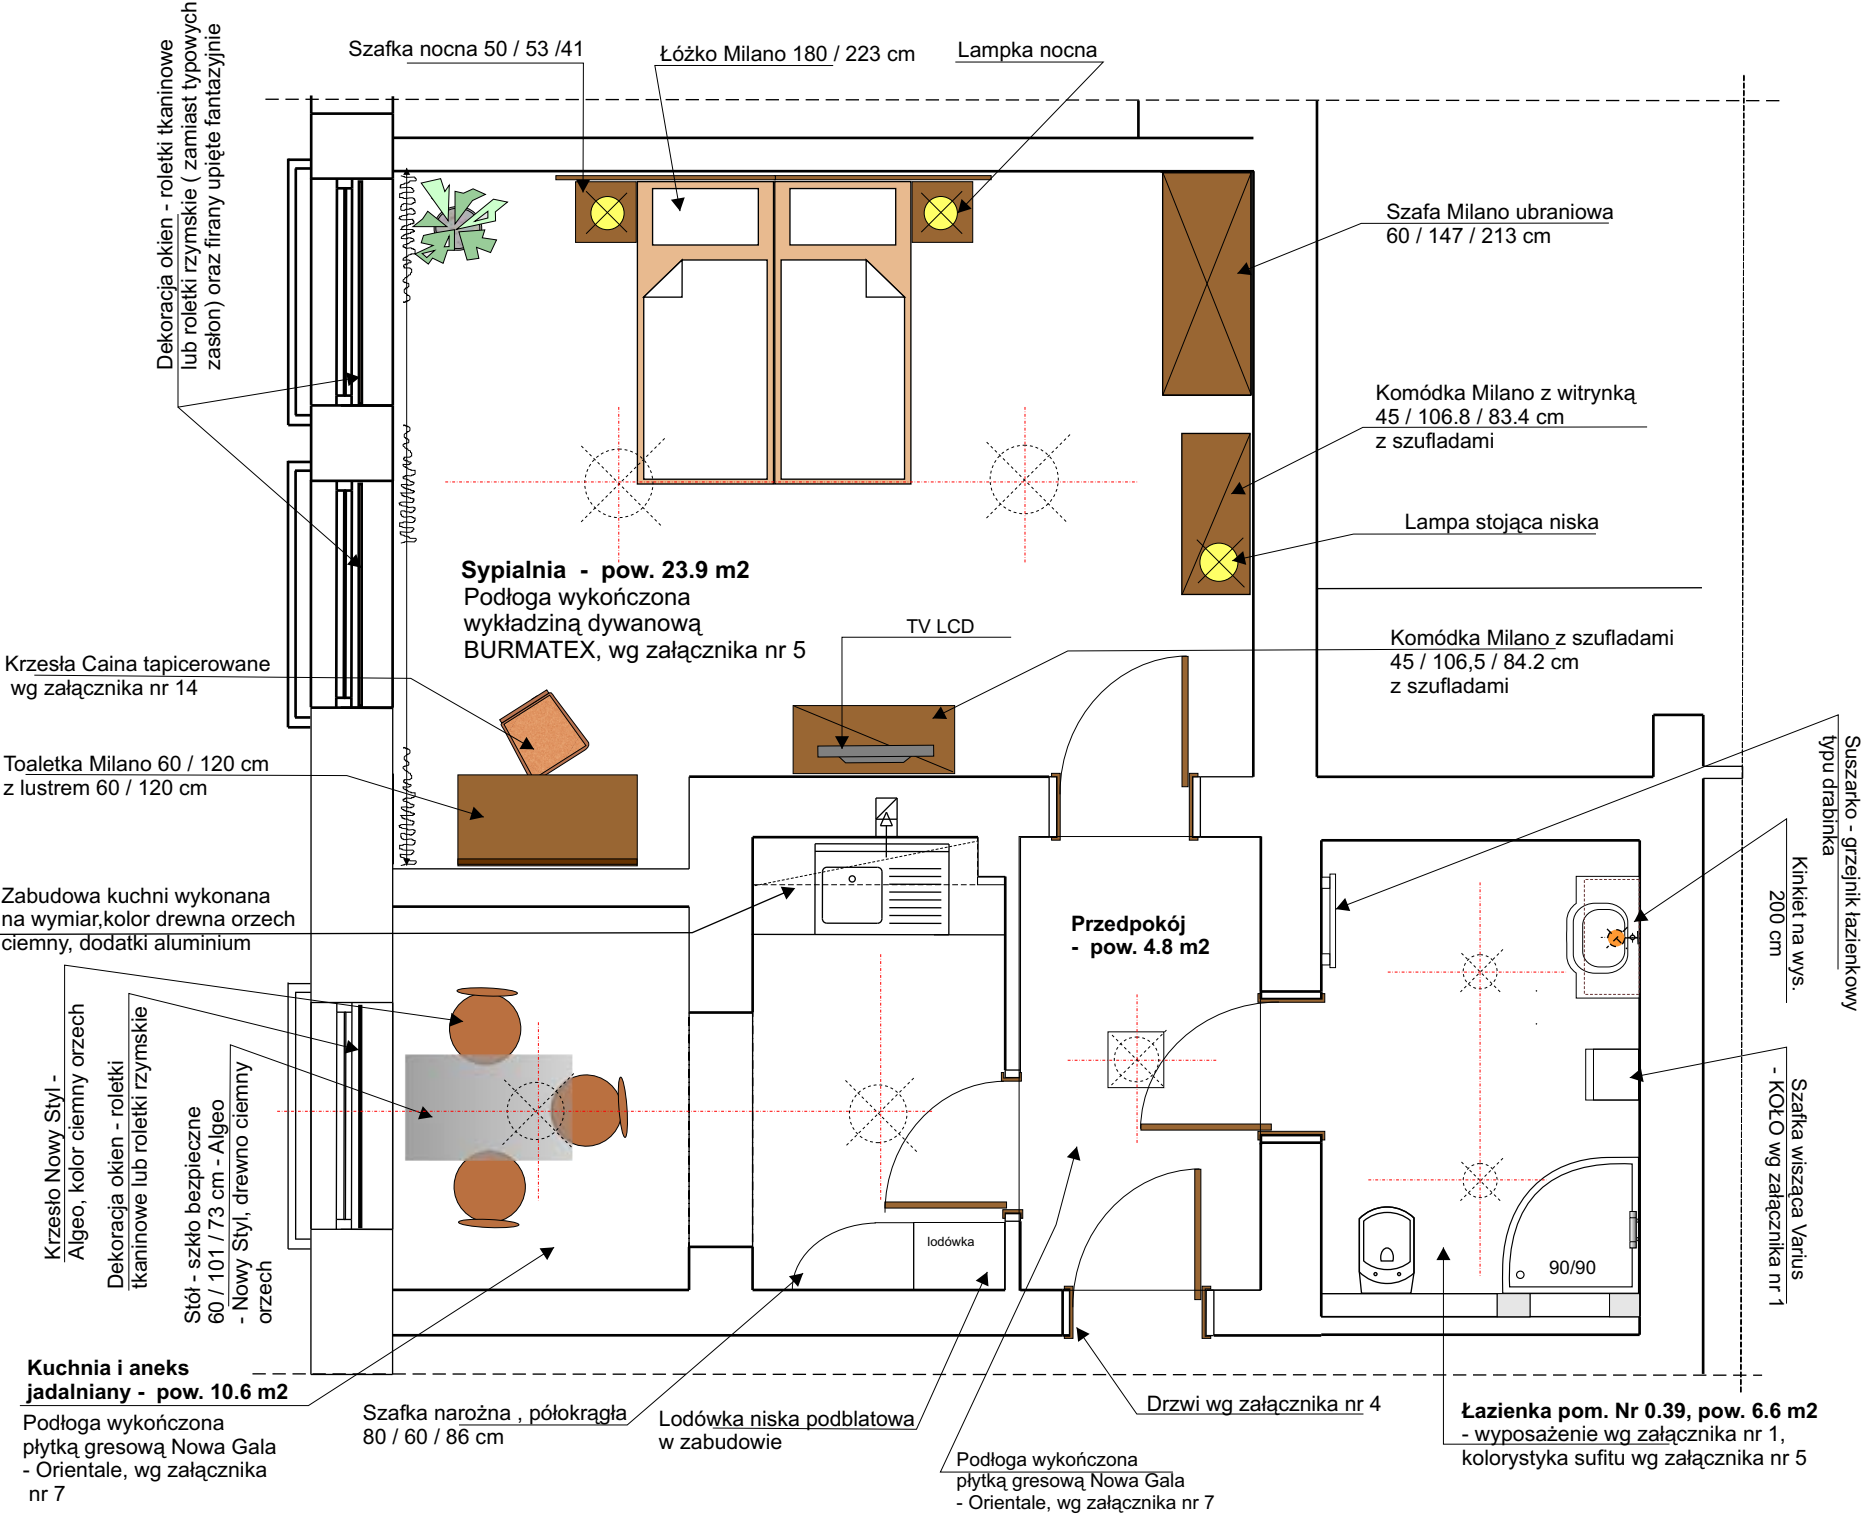 Dekoracja okien - roletki tkaninowe
lub roletki rzymskie ( zamiast typowych
zasłon) oraz firany upięte fantazyjnie
Szafka nocna 50 / 53 /41
Łóżko Milano 180 / 223 cm
Lampka nocna
Szafa Milano ubraniowa
60 / 147 / 213 cm
Komódka Milano z witrynką
45 / 106.8 / 83.4 cm
z szufladami
Lampa stojąca niska
Sypialnia - pow. 23.9 m2
Podłoga wykończona
wykładziną dywanową
BURMATEX, wg załącznika nr 5
TV LCD
Komódka Milano z szufladami
45 / 106,5 / 84.2 cm
z szufladami
Krzesła Caina tapicerowane
wg załącznika nr 14
Toaletka Milano 60 / 120 cm
z lustrem 60 / 120 cm
Suszarko - grzejnik łazienkowy
typu drabinka
Kinkiet na wys.
200 cm
Zabudowa kuchni wykonana
na wymiar,kolor drewna orzech
ciemny, dodatki aluminium
Przedpokój
- pow. 4.8 m2
Krzesło Nowy Styl -
Algeo, kolor ciemny orzech
Dekoracja okien - roletki
tkaninowe lub roletki rzymskie
Stół - szkło bezpieczne
60 / 101 / 73 cm - Algeo
- Nowy Styl, drewno ciemny
orzech
Szafka wisząca Varius
- KOŁO wg załącznika nr 1
lodówka
90/90
Kuchnia i aneks
jadalniany - pow. 10.6 m2
Podłoga wykończona
płytką gresową Nowa Gala
- Orientale, wg załącznika
nr 7
Szafka narożna , półokrągła
80 / 60 / 86 cm
Lodówka niska podblatowa
w zabudowie
Podłoga wykończona
płytką gresową Nowa Gala
- Orientale, wg załącznika nr 7
Drzwi wg załącznika nr 4
Łazienka pom. Nr 0.39, pow. 6.6 m2
- wyposażenie wg załącznika nr 1,
kolorystyka sufitu wg załącznika nr 5